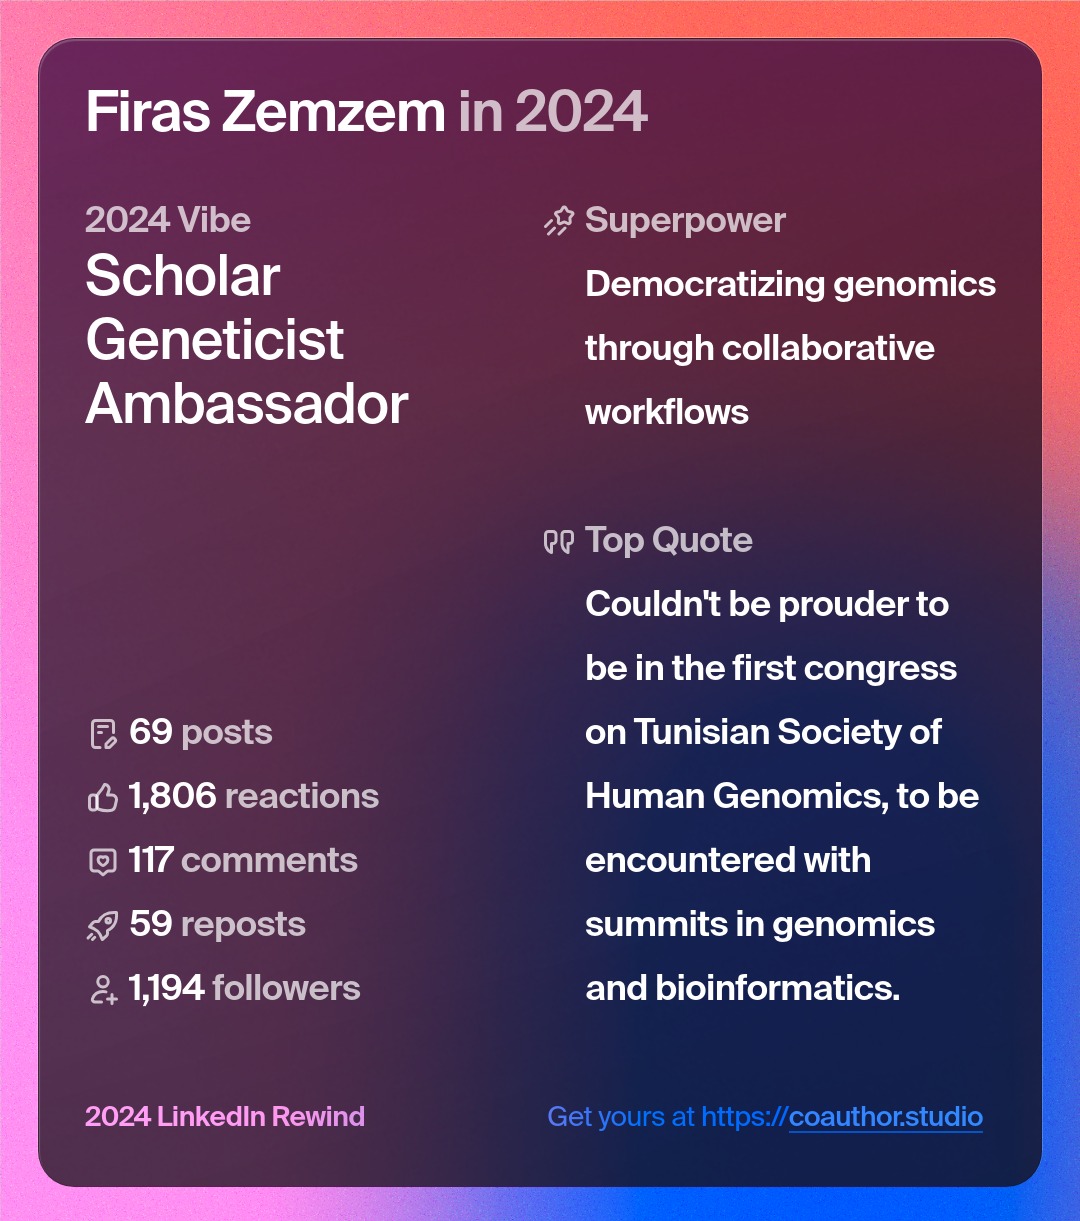 Firas Zemzem in 2024
2024 Vibe
Scholar
Geneticist
Ambassador
69 posts
1,806 reactions
117 comments
59 reposts
1,194 followers
Superpower
Democratizing genomics
through collaborative
workflows
Top Quote
Couldn't be prouder to
be in the first congress
on Tunisian Society of
Human Genomics, to be
encountered with
summits in genomics
and bioinformatics.
2024 LinkedIn Rewind
Get yours at https://coauthor.studio